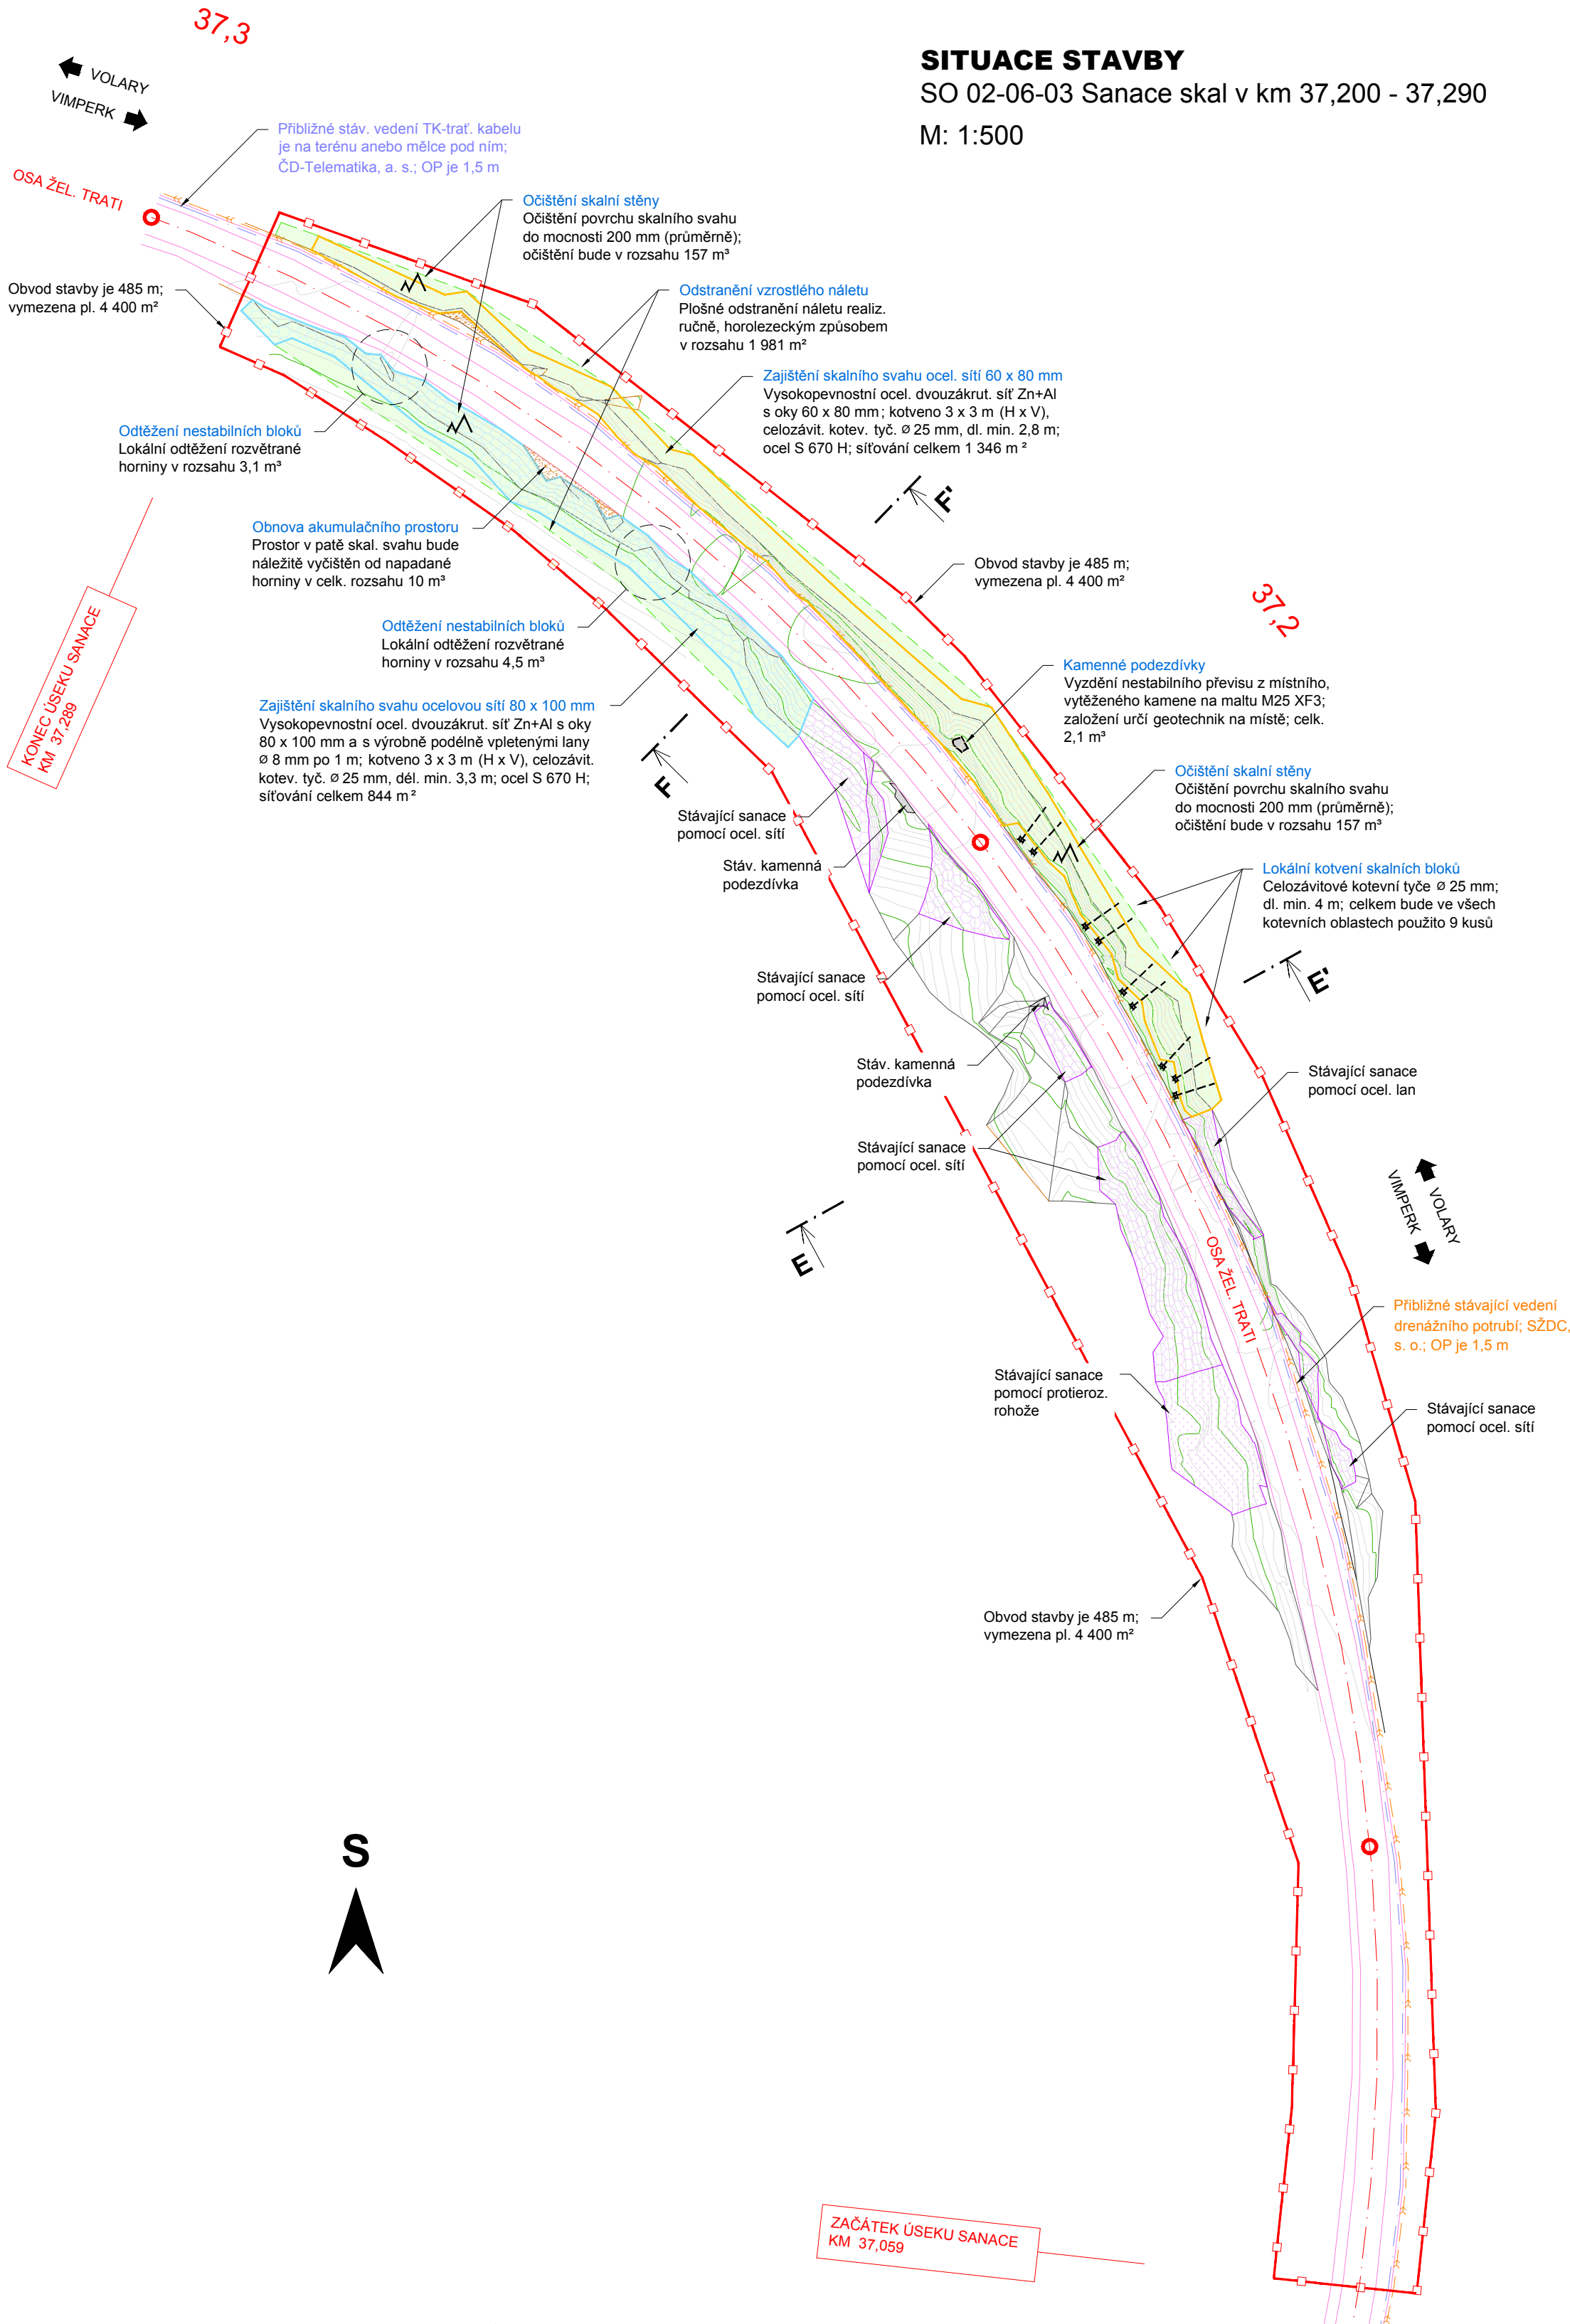 37,3
SITUACE STAVBY
SO 02-06-03 Sanace skal v km 37,200 - 37,290
M: 1:500
VOLARY
VIMPERK
OSA ŽEL. TRATI
Přibližné stáv. vedení TK-trať. kabelu
je na terénu anebo mělce pod ním;
ČD-Telematika, a. s.; OP je 1,5 m
Očištění skalní stěny
Očištění povrchu skalního svahu
do mocnosti 200 mm (průměrně);
očištění bude v rozsahu 157 m³
Obvod stavby je 485 m;
vymezena pl. 4 400 m²
Odstranění vzrostlého náletu
Plošné odstranění náletu realiz.
ručně, horolezeckým způsobem
v rozsahu 1 981 m²
Zajištění skalního svahu ocel. sítí 60 x 80 mm
Vysokopevnostní ocel. dvouzákrut. síť Zn+Al
s oky 60 x 80 mm; kotveno 3 x 3 m (H x V),
celozávit. kotev. tyč. Ø 25 mm, dl. min. 2,8 m;
ocel S 670 H; síťování celkem 1 346 m ²
Odtěžení nestabilních bloků
Lokální odtěžení rozvětrané
horniny v rozsahu 3,1 m³
F'
Obnova akumulačního prostoru
Prostor v patě skal. svahu bude
náležitě vyčištěn od napadané
horniny v celk. rozsahu 10 m³
Obvod stavby je 485 m;
vymezena pl. 4 400 m²
37,2
Odtěžení nestabilních bloků
Lokální odtěžení rozvětrané
horniny v rozsahu 4,5 m³
KONEC ÚSEKU SANACE
KM 37,289
Kamenné podezdívky
Vyzdění nestabilního převisu z místního,
vytěženého kamene na maltu M25 XF3;
založení určí geotechnik na místě; celk.
2,1 m³
Zajištění skalního svahu ocelovou sítí 80 x 100 mm
Vysokopevnostní ocel. dvouzákrut. síť Zn+Al s oky
80 x 100 mm a s výrobně podélně vpletenými lany
Ø 8 mm po 1 m; kotveno 3 x 3 m (H x V), celozávit.
kotev. tyč. Ø 25 mm, dél. min. 3,3 m; ocel S 670 H;
síťování celkem 844 m ²
F
Očištění skalní stěny
Očištění povrchu skalního svahu
do mocnosti 200 mm (průměrně);
očištění bude v rozsahu 157 m³
Stávající sanace
pomocí ocel. sítí
Stáv. kamenná
podezdívka
Lokální kotvení skalních bloků
Celozávitové kotevní tyče Ø 25 mm;
dl. min. 4 m; celkem bude ve všech
kotevních oblastech použito 9 kusů
Stávající sanace
pomocí ocel. sítí
E'
Stáv. kamenná
podezdívka
Stávající sanace
pomocí ocel. lan
Stávající sanace
pomocí ocel. sítí
VOLARY
VIMPERK
E
OSA ŽEL. TRATI
Přibližné stávající vedení
drenážního potrubí; SŽDC,
s. o.; OP je 1,5 m
Stávající sanace
pomocí protieroz.
rohože
Stávající sanace
pomocí ocel. sítí
Obvod stavby je 485 m;
vymezena pl. 4 400 m²
S
ZAČÁTEK ÚSEKU SANACE
KM 37,059